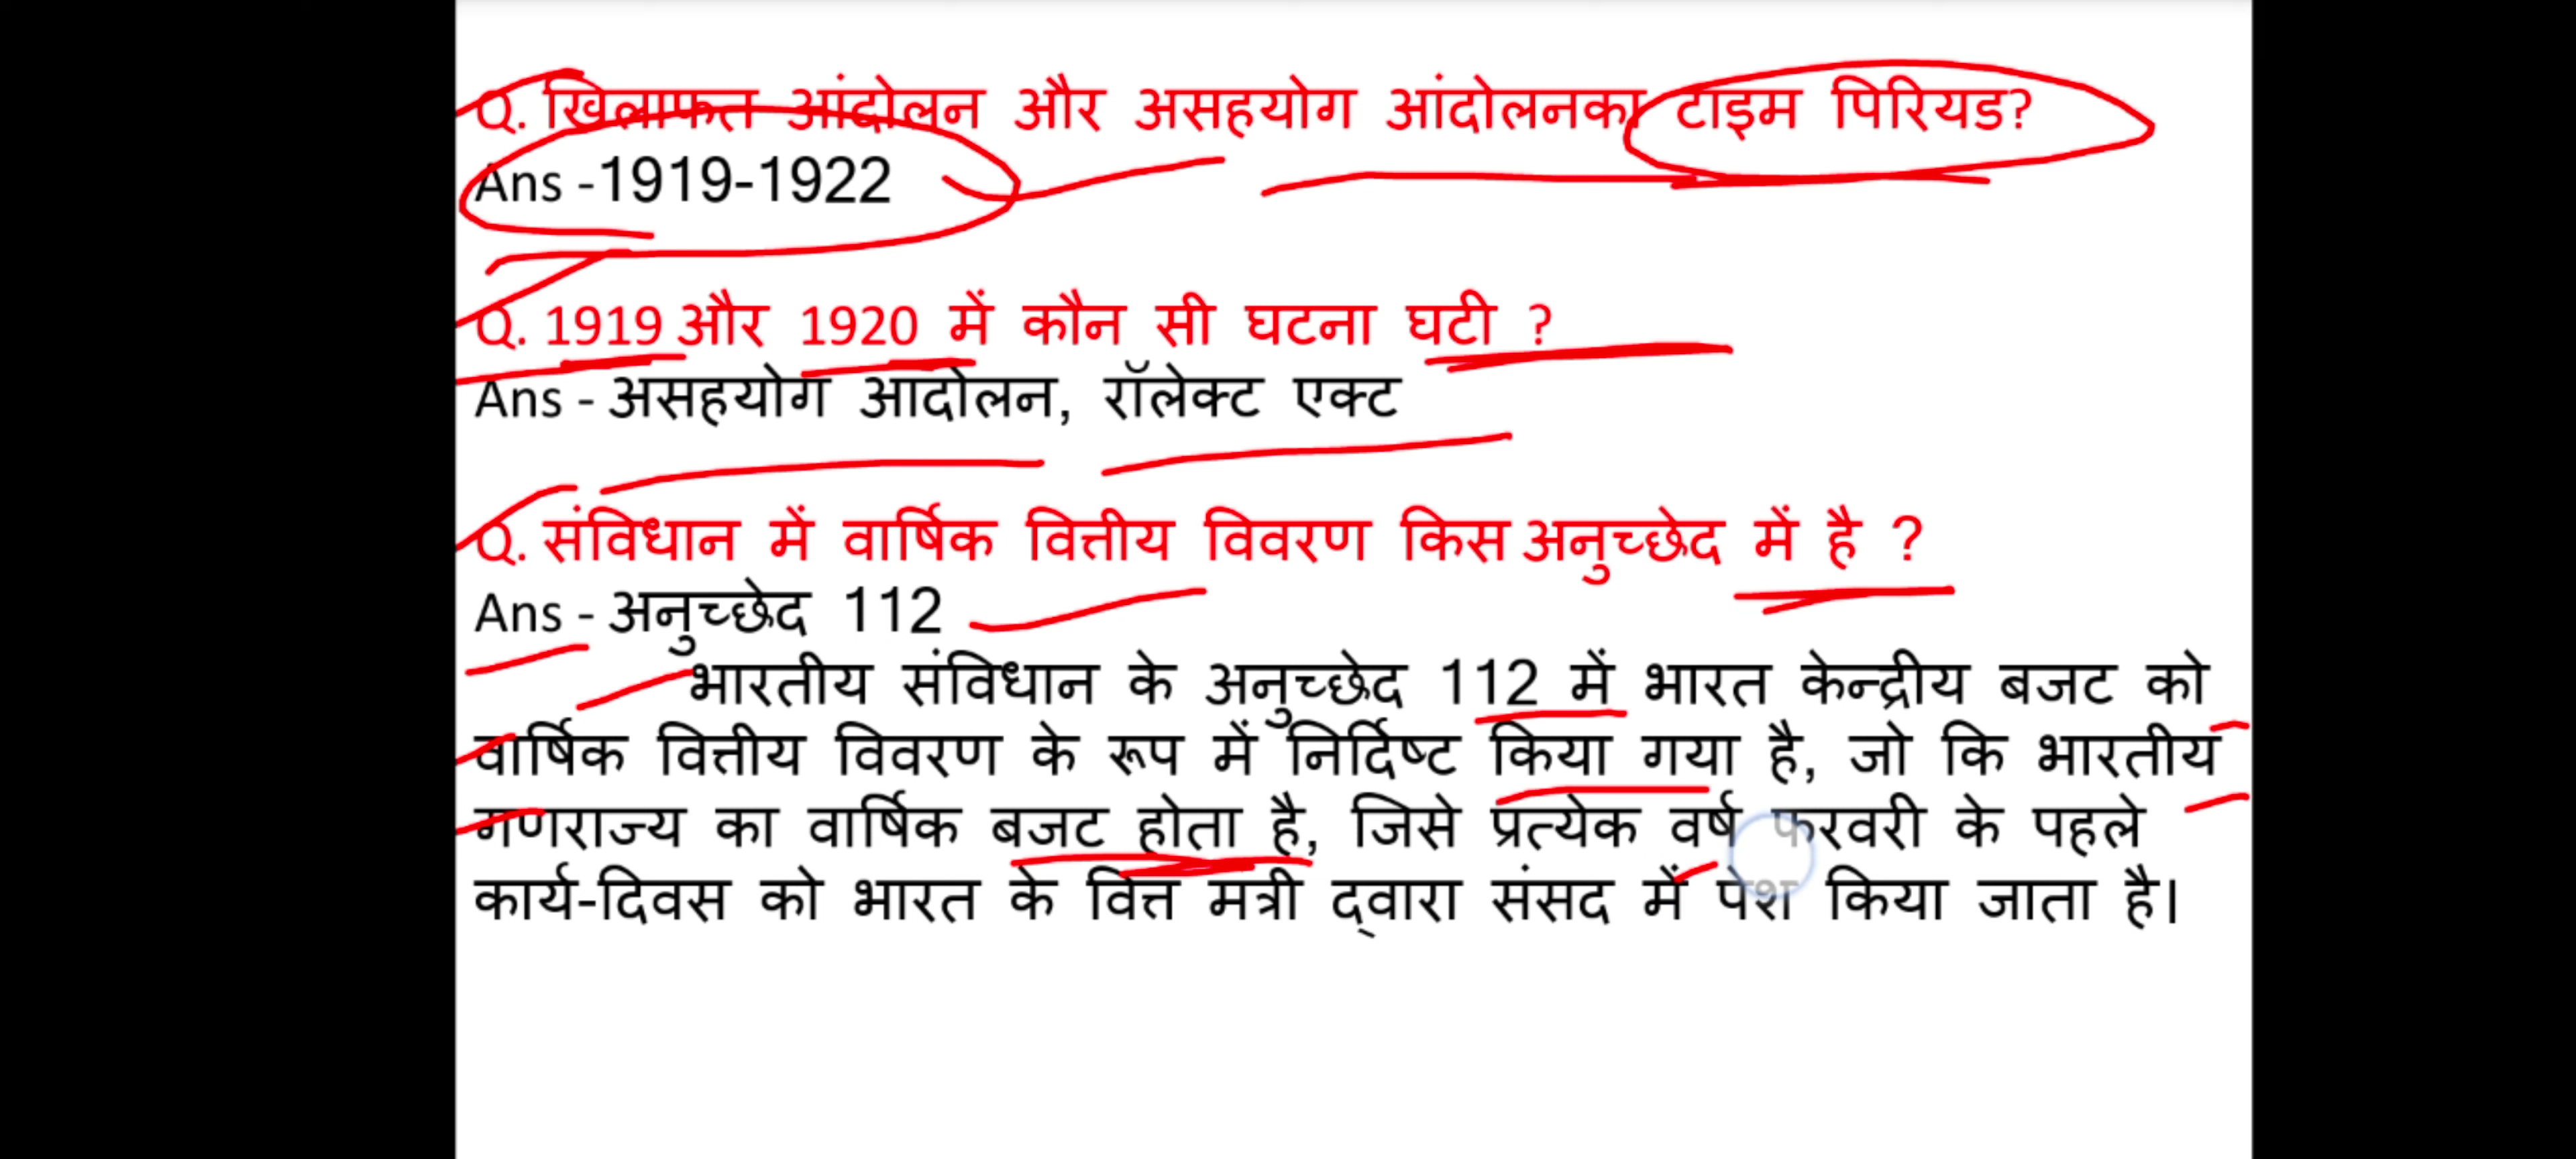 Q. खिलाफत आंदोलन और असहयोग आंदोलनका टाइम पिरियड?
Ans -1919-1922
Q. 1919 और 1920 में कौन सी घटना घटी ?
Ans - असहयोग आदोलन, रॉलेक्ट एक्ट
Q. संविधान में वार्षिक वित्तीय विवरण किस अनुच्छेद में है ?
Ans - अनुच्छेद 112
भारतीय संविधान के अनुच्छेद 112 में भारत केन्द्रीय बजट को
वार्षिक वित्तीय विवरण के रूप में निर्दिष्ट किया गया है, जो कि भारतीय
गणराज्य का वार्षिक बजट होता है, जिसे प्रत्येक वर्ष फरवरी के पहले
कार्य-दिवस को भारत के वित्त मंत्री द्वारा संसद में पेश किया जाता है।